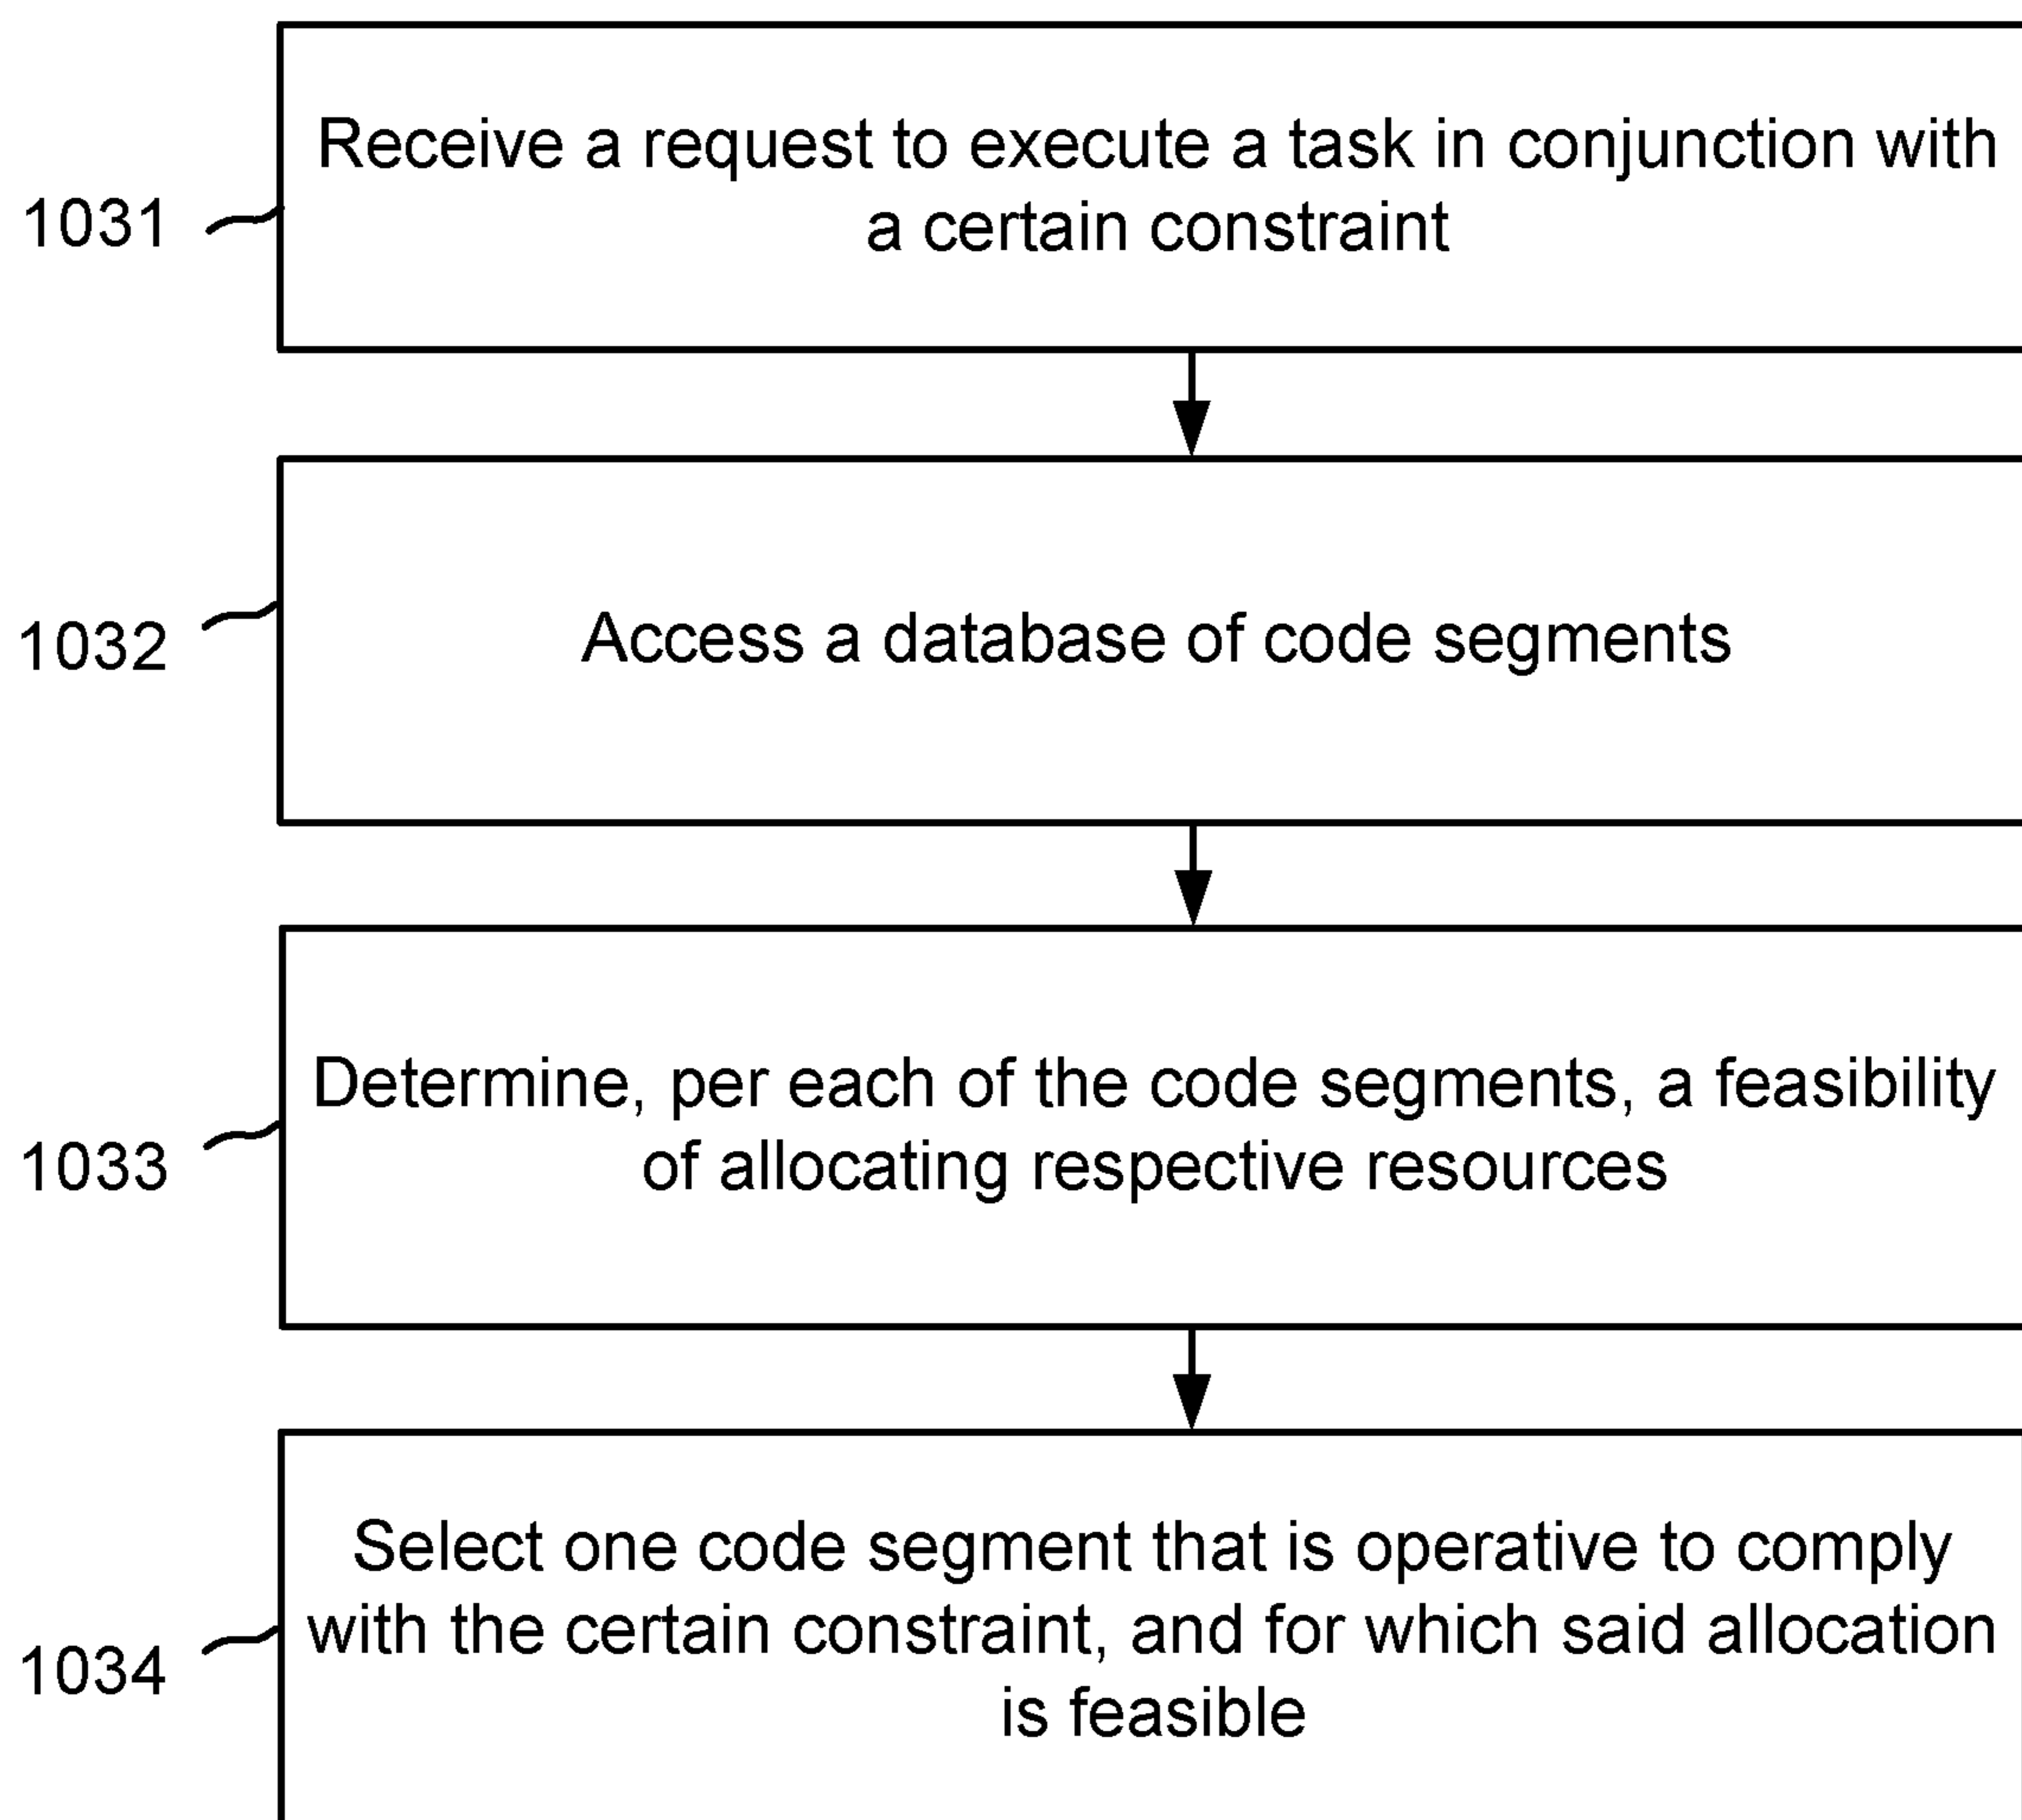 Receive a request to execute a task in conjunction with
a certain constraint
1031
Access a database of code segments
1032
Determine, per each of the code segments, a feasibility
of allocating respective resources
1033
Select one code segment that is operative to comply
with the certain constraint, and for which said allocation
is feasible
1034